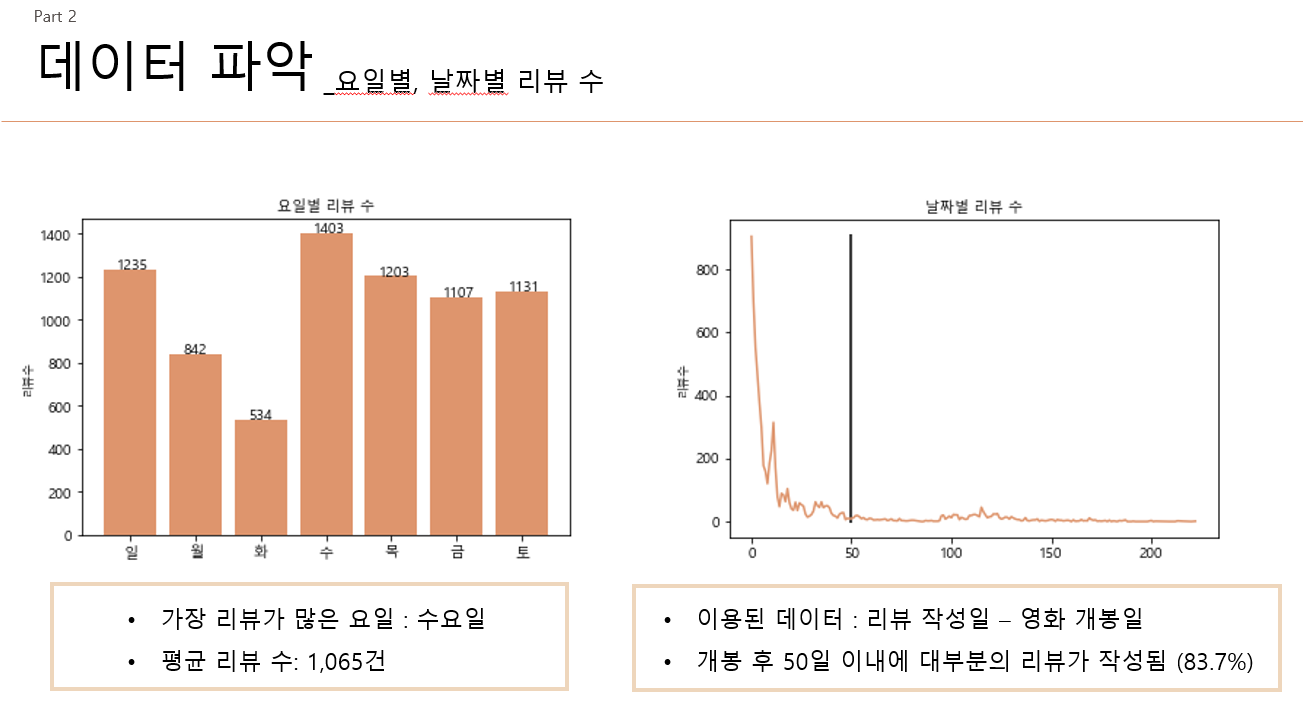 Part 2
데이터 파악 _요일별, 날짜별 리뷰 수
요일별 리뷰 수
1400
1200
1000
800
600
400
200
0
리뷰수
1235
842
534
1403
1203
1107
1131
일 월 화 수 목 금 토
날짜별 리뷰 수
800
600
400
200
0
리뷰수
0 50 100 150 200
• 가장 리뷰가 많은 요일 : 수요일
• 평균 리뷰 수: 1,065건
• 이용된 데이터 : 리뷰 작성일 – 영화 개봉일
• 개봉 후 50일 이내에 대부분의 리뷰가 작성됨 (83.7%)